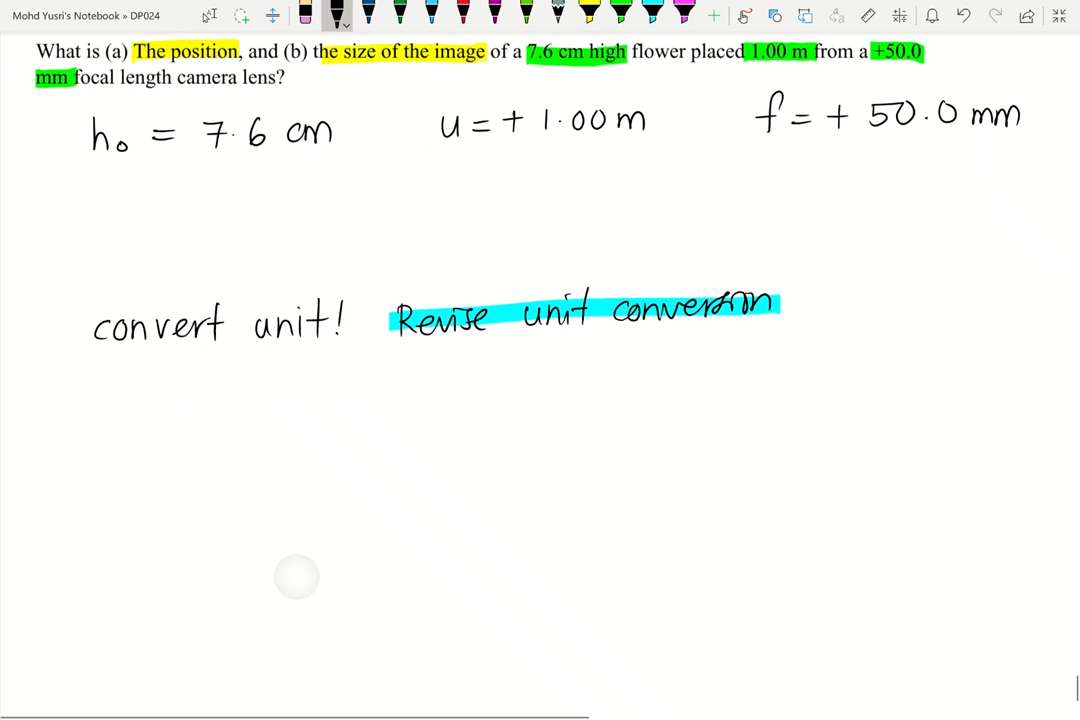 Mohd Yusri's Notebook » DP024
What is (a) The position, and (b) the size of the image of a 7.6 cm high flower placed 1.00 m from a +50.0
mm focal length camera lens?
h₀ = 7.6 cm u = + 1.00 m f = + 50.0 mm
convert unit! Revise unit conversion